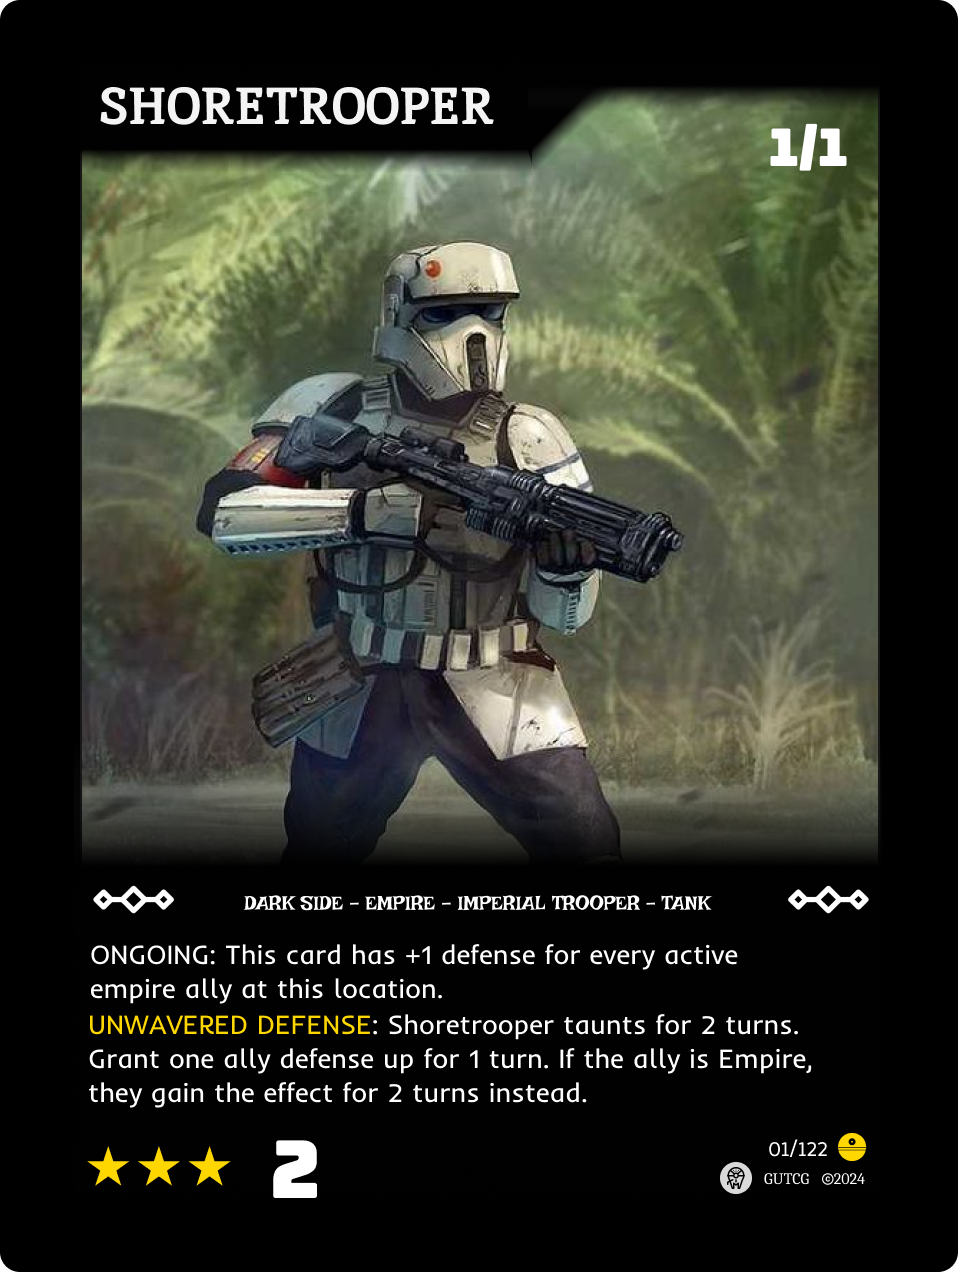 SHORETROOPER
1/1
DARK SIDE – EMPIRE – IMPERIAL TROOPER – TANK
ONGOING: This card has +1 defense for every active
empire ally at this location.
UNWAVERED DEFENSE: Shoretrooper taunts for 2 turns.
Grant one ally defense up for 1 turn. If the ally is Empire,
they gain the effect for 2 turns instead.
2
01/122
GUTCG ©2024